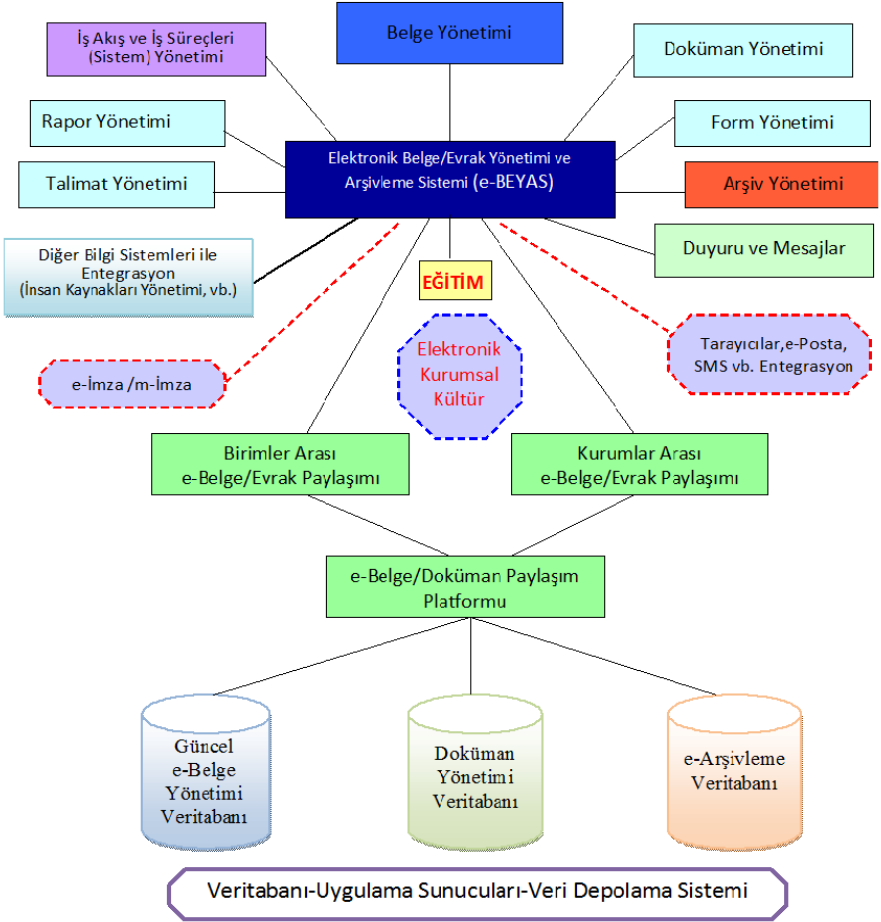 İş Akış ve İş Süreçleri
(Sistem) Yönetimi
Belge Yönetimi
Doküman Yönetimi
Rapor Yönetimi
Form Yönetimi
Elektronik Belge/Evrak Yönetimi ve
Arşivleme Sistemi (e-BEYAS)
Talimat Yönetimi
Arşiv Yönetimi
Diğer Bilgi Sistemleri ile
Entegrasyon
(İnsan Kaynakları Yönetimi, vb.)
EĞİTİM
Duyuru ve Mesajlar
e-İmza /m-İmza
Elektronik
Kurumsal
Kültür
Tarayıcılar,e-Posta,
SMS vb. Entegrasyon
Birimler Arası
e-Belge/Evrak Paylaşımı
Kurumlar Arası
e-Belge/Evrak Paylaşımı
e-Belge/Doküman Paylaşım
Platformu
Güncel
e-Belge
Yönetimi
Veritabanı
Doküman
Yönetimi
Veritabanı
e-Arşivleme
Veritabanı
Veritabanı-Uygulama Sunucuları-Veri Depolama Sistemi